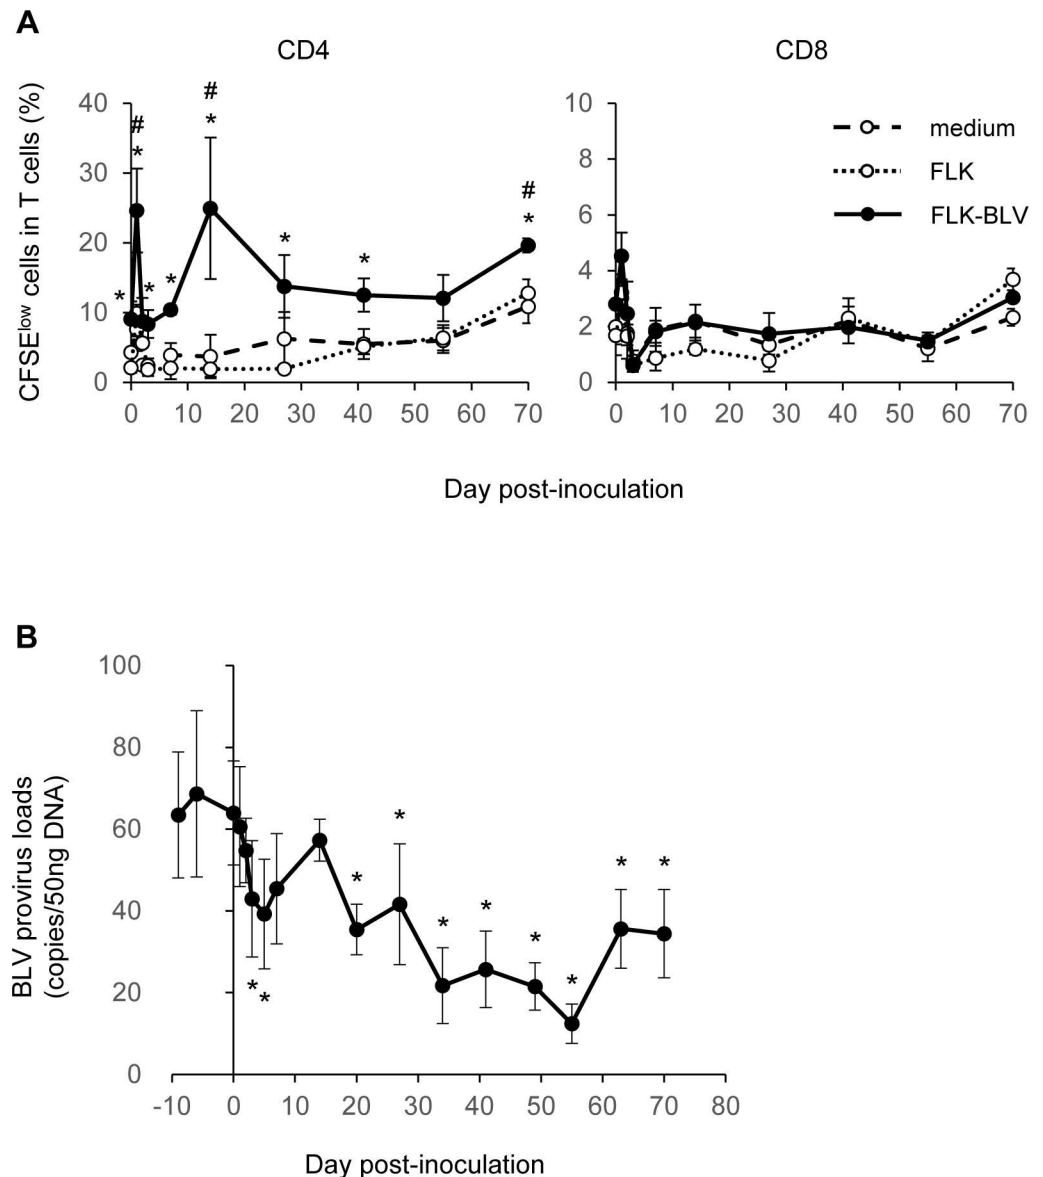 A
CD4
CD8
CFSElow cells in T cells (%)
40
30
20
10
0
# 
*
#
*
*
*
*
*
*
#
*
0 10 20 30 40 50 60 70
10
8
6
4
2
0
medium
FLK
FLK-BLV
0 10 20 30 40 50 60 70
Day post-inoculation
B
BLV provirus loads
(copies/50ng DNA)
100
80
60
40
20
0
*
*
*
*
*
*
*
*
*
*
-10 0 10 20 30 40 50 60 70 80
Day post-inoculation